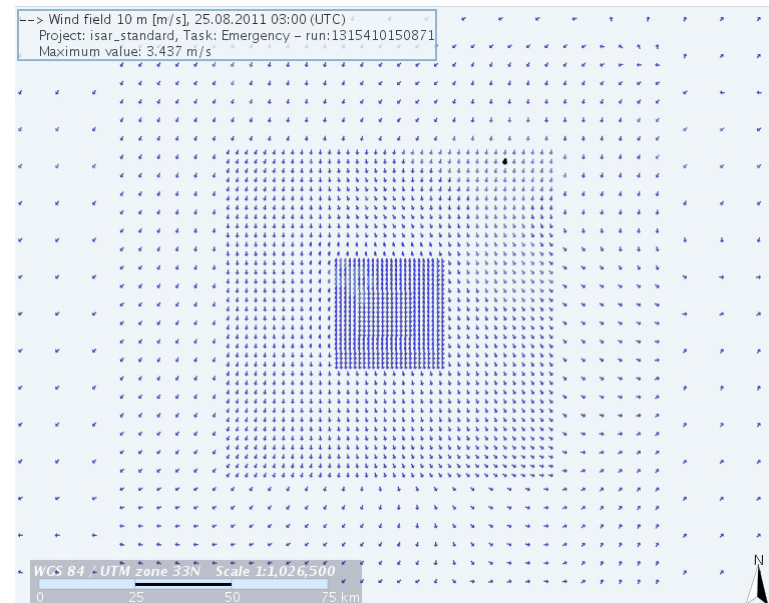 --> Wind field 10 m [m/s], 25.08.2011 03:00 (UTC)
Project: isar_standard, Task: Emergency – run:1315410150871
Maximum value: 3.437 m/s
WGS 84 / UTM zone 33N Scale 1:1,026,500
0 25 50 75 km
N